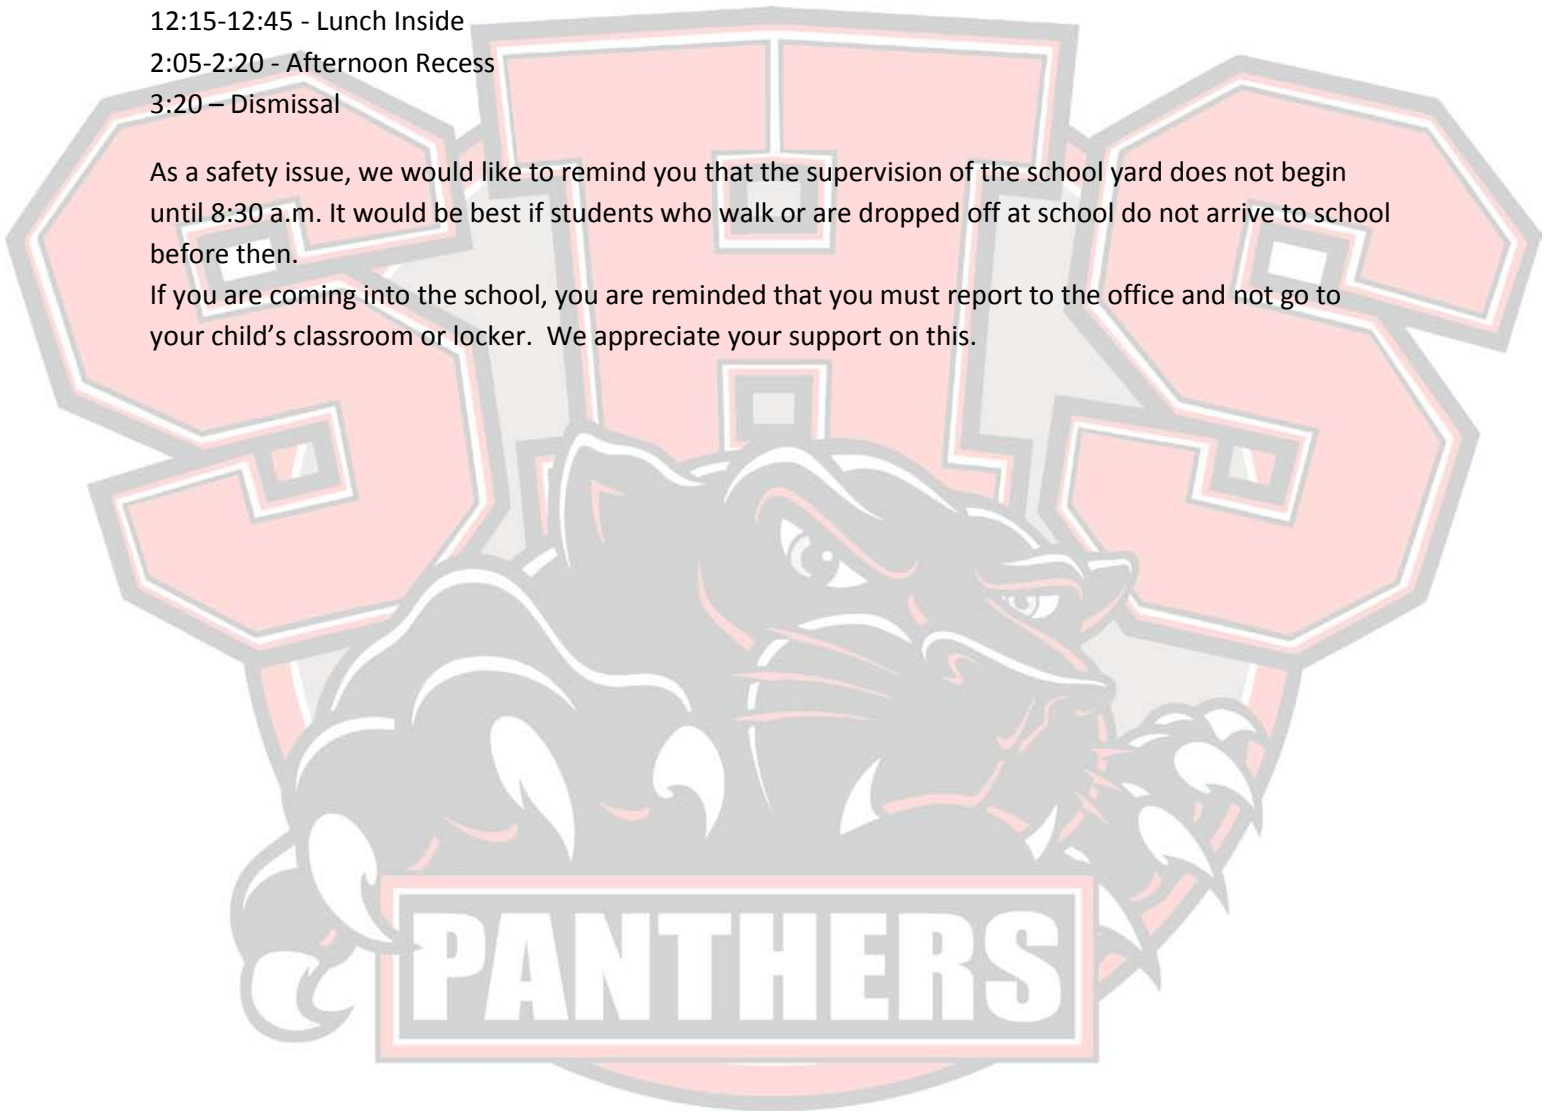 12:15-12:45 - Lunch Inside
2:05-2:20 - Afternoon Recess
3:20 – Dismissal
As a safety issue, we would like to remind you that the supervision of the school yard does not begin
until 8:30 a.m. It would be best if students who walk or are dropped off at school do not arrive to school
before then.
If you are coming into the school, you are reminded that you must report to the office and not go to
your child’s classroom or locker.  We appreciate your support on this.
SHS
PANTHERS